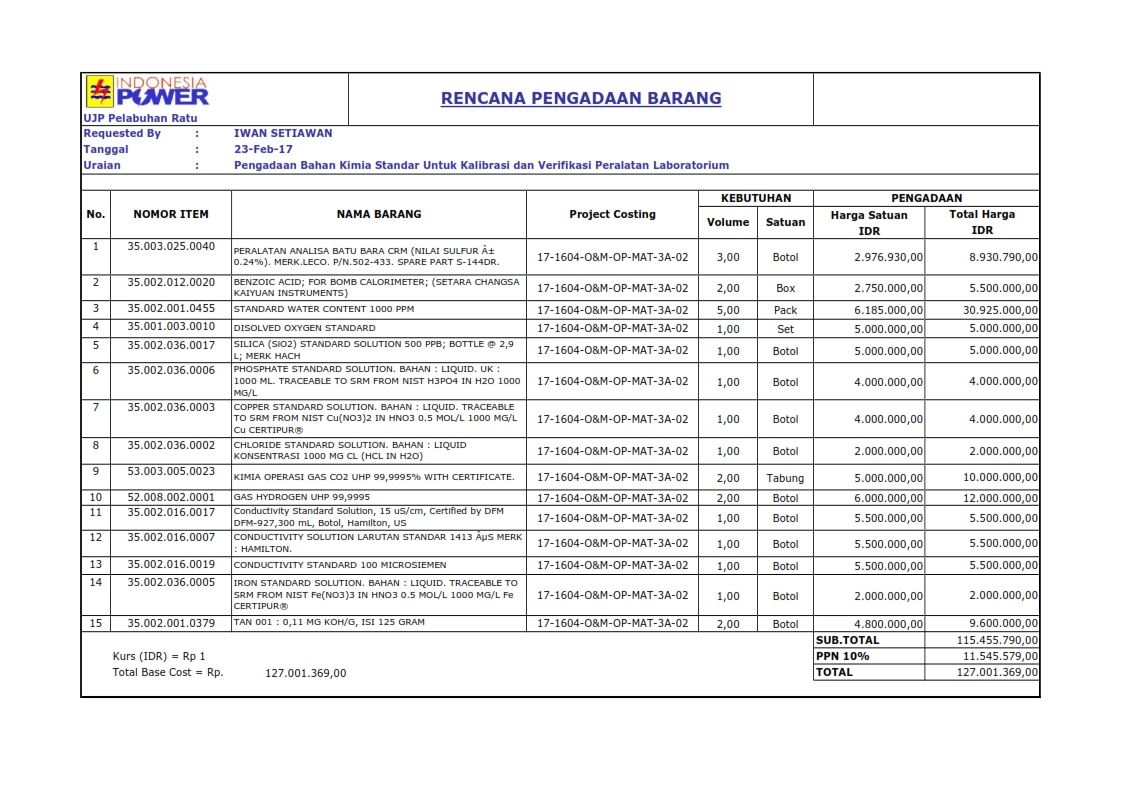 INDONESIA
POWER
UJP Pelabuhan Ratu
RENCANA PENGADAAN BARANG
Requested By : IWAN SETIAWAN
Tanggal : 23-Feb-17
Uraian : Pengadaan Bahan Kimia Standar Untuk Kalibrasi dan Verifikasi Peralatan Laboratorium
KEBUTUHAN PENGADAAN
No. NOMOR ITEM NAMA BARANG Project Costing Volume Satuan Harga Satuan Total Harga
IDR IDR
1 35.003.025.0040 PERALATAN ANALISA BATU BARA CRM (NILAI SULFUR Â± 17-1604-O&M-OP-MAT-3A-02 3,00 Botol 2.976.930,00 8.930.790,00
0.24%). MERK.LECO. P/N.502-433. SPARE PART S-144DR.
2 35.002.012.0020 BENZOIC ACID; FOR BOMB CALORIMETER; (SETARA CHANGSA 17-1604-O&M-OP-MAT-3A-02 2,00 Box 2.750.000,00 5.500.000,00
KAIYUAN INSTRUMENTS)
3 35.002.001.0455 STANDARD WATER CONTENT 1000 PPM 17-1604-O&M-OP-MAT-3A-02 5,00 Pack 6.185.000,00 30.925.000,00
4 35.001.003.0010 DISOLVED OXYGEN STANDARD 17-1604-O&M-OP-MAT-3A-02 1,00 Set 5.000.000,00 5.000.000,00
5 35.002.036.0017 SILICA (SIO2) STANDARD SOLUTION 500 PPB; BOTTLE @ 2,9 17-1604-O&M-OP-MAT-3A-02 1,00 Botol 5.000.000,00 5.000.000,00
L; MERK HACH
6 35.002.036.0006 PHOSPHATE STANDARD SOLUTION. BAHAN : LIQUID. UK : 17-1604-O&M-OP-MAT-3A-02 1,00 Botol 4.000.000,00 4.000.000,00
1000 ML. TRACEABLE TO SRM FROM NIST H3PO4 IN H2O 1000
MG/L
7 35.002.036.0003 COPPER STANDARD SOLUTION. BAHAN : LIQUID. TRACEABLE 17-1604-O&M-OP-MAT-3A-02 1,00 Botol 4.000.000,00 4.000.000,00
TO SRM FROM NIST Cu(NO3)2 IN HNO3 0.5 MOL/L 1000 MG/L
Cu CERTIPUR®
8 35.002.036.0002 CHLORIDE STANDARD SOLUTION. BAHAN : LIQUID 17-1604-O&M-OP-MAT-3A-02 1,00 Botol 2.000.000,00 2.000.000,00
KONSENTRASI 1000 MG CL (HCL IN H2O)
9 53.003.005.0023 KIMIA OPERASI GAS CO2 UHP 99,9995% WITH CERTIFICATE. 17-1604-O&M-OP-MAT-3A-02 2,00 Tabung 5.000.000,00 10.000.000,00
10 52.008.002.0001 GAS HYDROGEN UHP 99,9995 17-1604-O&M-OP-MAT-3A-02 2,00 Botol 6.000.000,00 12.000.000,00
11 35.002.016.0017 Conductivity Standard Solution, 15 uS/cm, Certified by DFM 17-1604-O&M-OP-MAT-3A-02 1,00 Botol 5.500.000,00 5.500.000,00
DFM-927,300 mL, Botol, Hamilton, US
12 35.002.016.0007 CONDUCTIVITY SOLUTION LARUTAN STANDAR 1413 ÂµS MERK 17-1604-O&M-OP-MAT-3A-02 1,00 Botol 5.500.000,00 5.500.000,00
: HAMILTON.
13 35.002.016.0019 CONDUCTIVITY STANDARD 100 MICROSIEMEN 17-1604-O&M-OP-MAT-3A-02 1,00 Botol 5.500.000,00 5.500.000,00
14 35.002.036.0005 IRON STANDARD SOLUTION. BAHAN : LIQUID. TRACEABLE TO 17-1604-O&M-OP-MAT-3A-02 1,00 Botol 2.000.000,00 2.000.000,00
SRM FROM NIST Fe(NO3)3 IN HNO3 0.5 MOL/L 1000 MG/L Fe
CERTIPUR®
15 35.002.001.0379 TAN 001 : 0,11 MG KOH/G, ISI 125 GRAM 17-1604-O&M-OP-MAT-3A-02 2,00 Botol 4.800.000,00 9.600.000,00
SUB.TOTAL 115.455.790,00
Kurs (IDR) = Rp 1 PPN 10% 11.545.579,00
Total Base Cost = Rp. 127.001.369,00 TOTAL 127.001.369,00